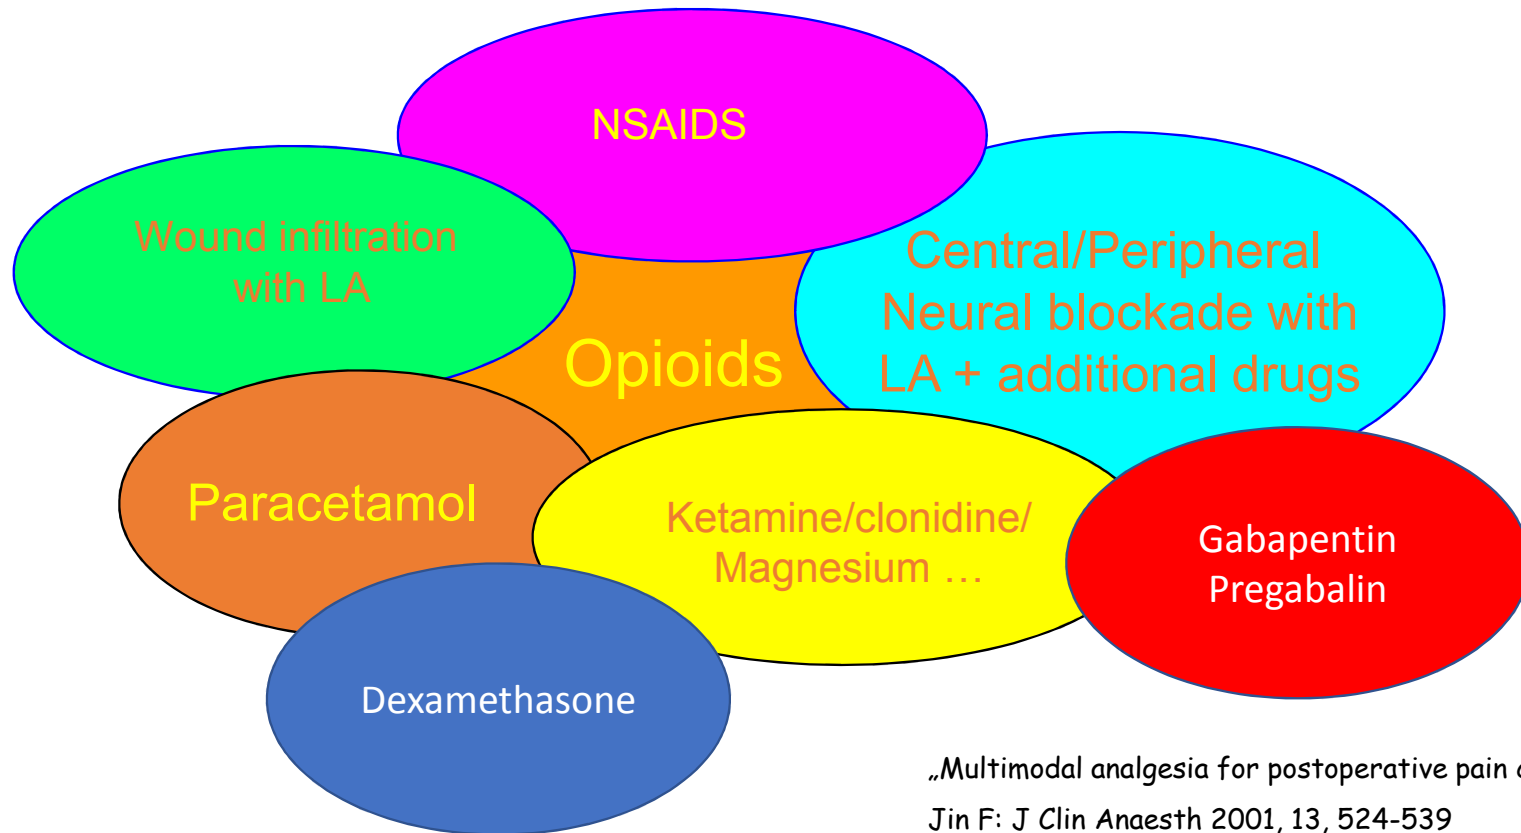 NSAIDS
Wound infiltration
with LA
Central/Peripheral
Neural blockade with
LA + additional drugs
Opioids
Paracetamol
Ketamine/clonidine/
Magnesium …
Gabapentin
Pregabalin
Dexamethasone
„Multimodal analgesia for postoperative pain
Jin F: J Clin Anaesth 2001, 13, 524-539